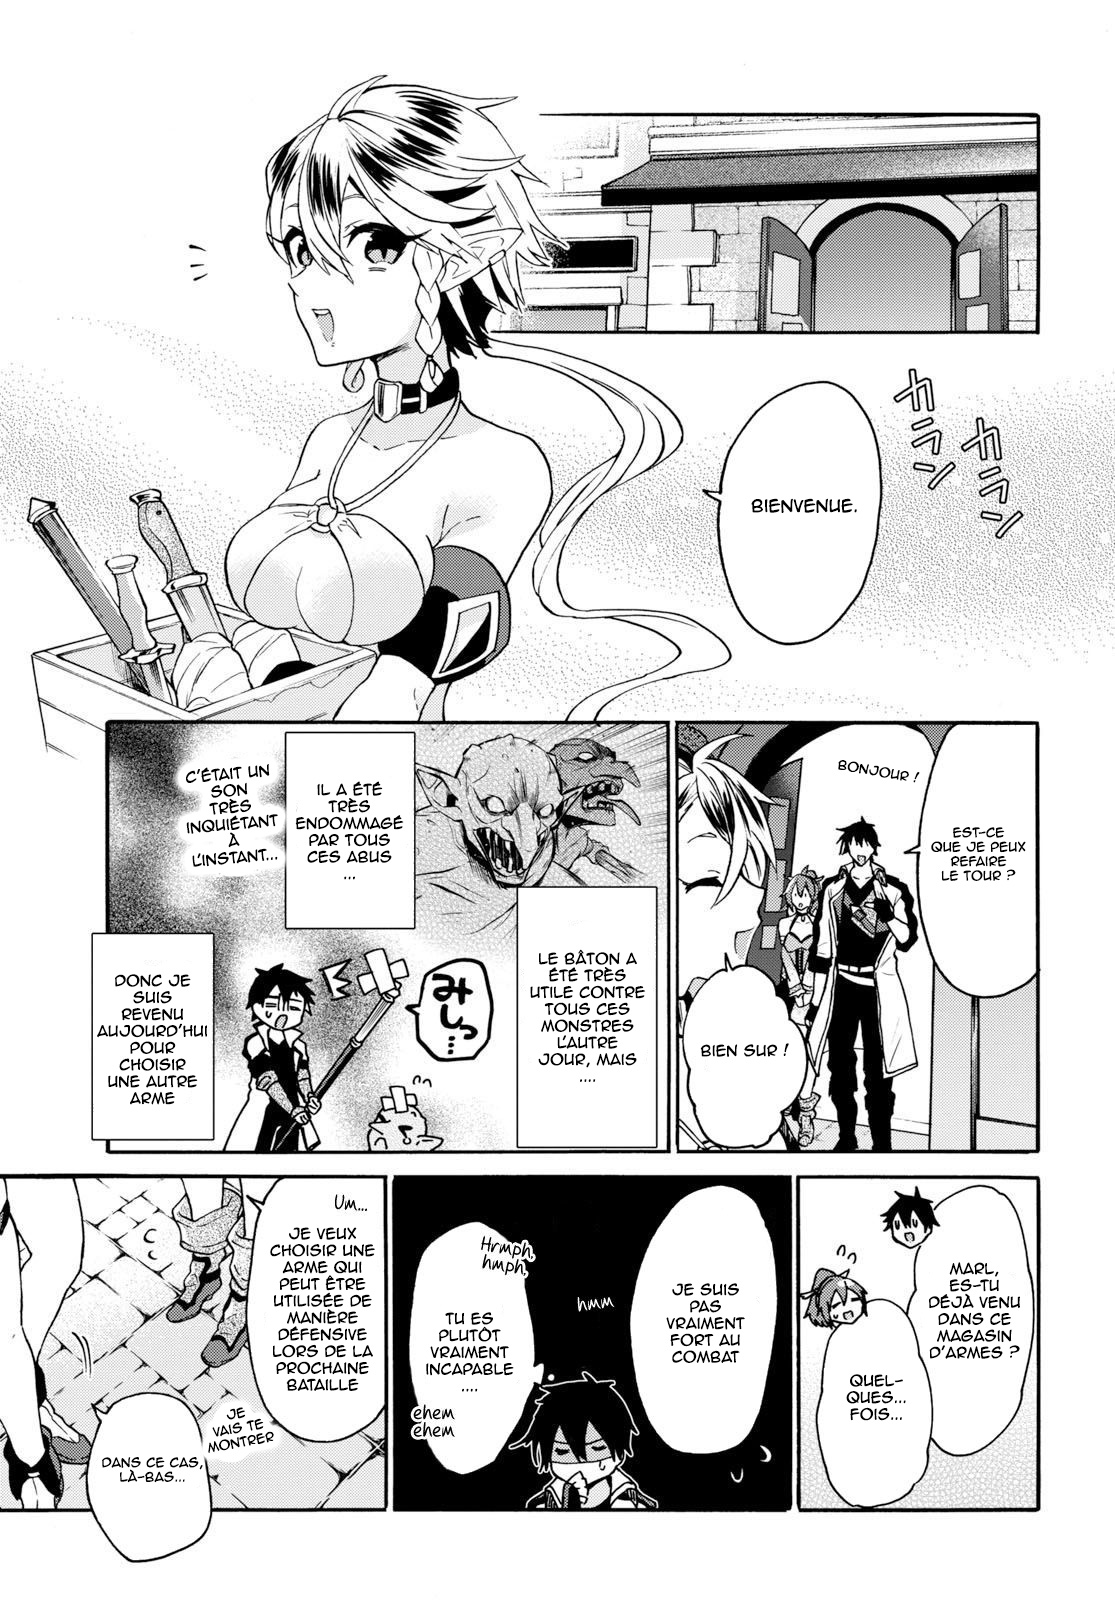 カラン
カラン
BIENVENUE.
BONJOUR !
EST-CE
QUE JE PEUX
REFAIRE
LE TOUR ?
BIEN SUR !
LE BÂTON A
ÉTÉ TRÈS
UTILE CONTRE
TOUS CES
MONSTRES
L'AUTRE
JOUR, MAIS
....
IL A ÉTÉ
TRÈS
ENDOMMAGÉ
PAR TOUS
CES ABUS
...
C'ÉTAIT UN
SON
TRÈS
INQUIÉTANT
À
L'INSTANT...
みしっ…
DONC JE
SUIS
REVENU
AUJOURD'HUI
POUR
CHOISIR
UNE AUTRE
ARME
MARL,
ES-TU
DÉJÀ VENU
DANS CE
MAGASIN
D'ARMES ?
QUEL-
QUES...
FOIS...
JE SUIS
PAS
VRAIMENT
FORT AU
COMBAT
hmm
Hrmph,
hmph,
TU ES
PLUTÔT
VRAIMENT
INCAPABLE
....
ehem
ehem
Um...
JE VEUX
CHOISIR UNE
ARME QUI
PEUT ÊTRE
UTILISÉE DE
MANIÈRE
DÉFENSIVE
LORS DE LA
PROCHAINE
BATAILLE
JE
VAIS TE
MONTRER
DANS CE CAS,
LÀ-BAS...